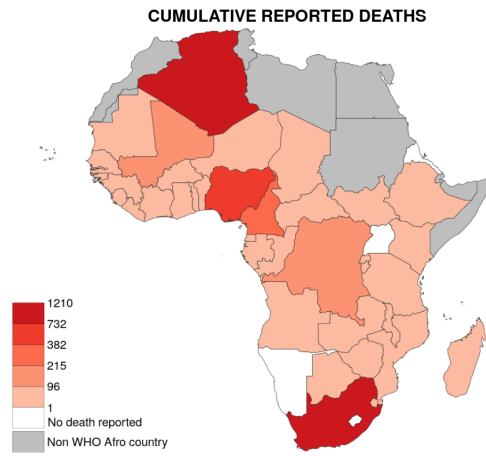 CUMULATIVE REPORTED DEATHS
1210
732
382
215
96
1
No death reported
Non WHO Afro country